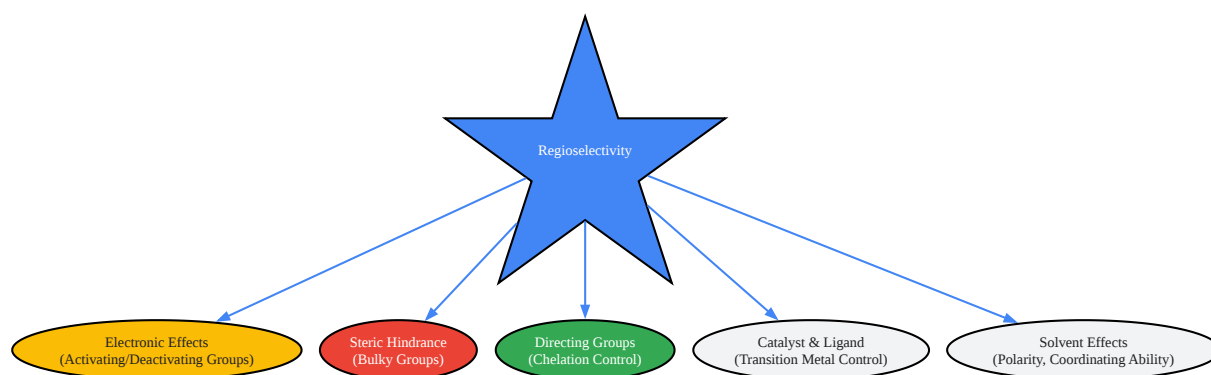 Regioselectivity
Electronic Effects
(Activating/Deactivating Groups)
Steric Hindrance
(Bulky Groups)
Directing Groups
(Chelation Control)
Catalyst & Ligand
(Transition Metal Control)
Solvent Effects
(Polarity, Coordinating Ability)